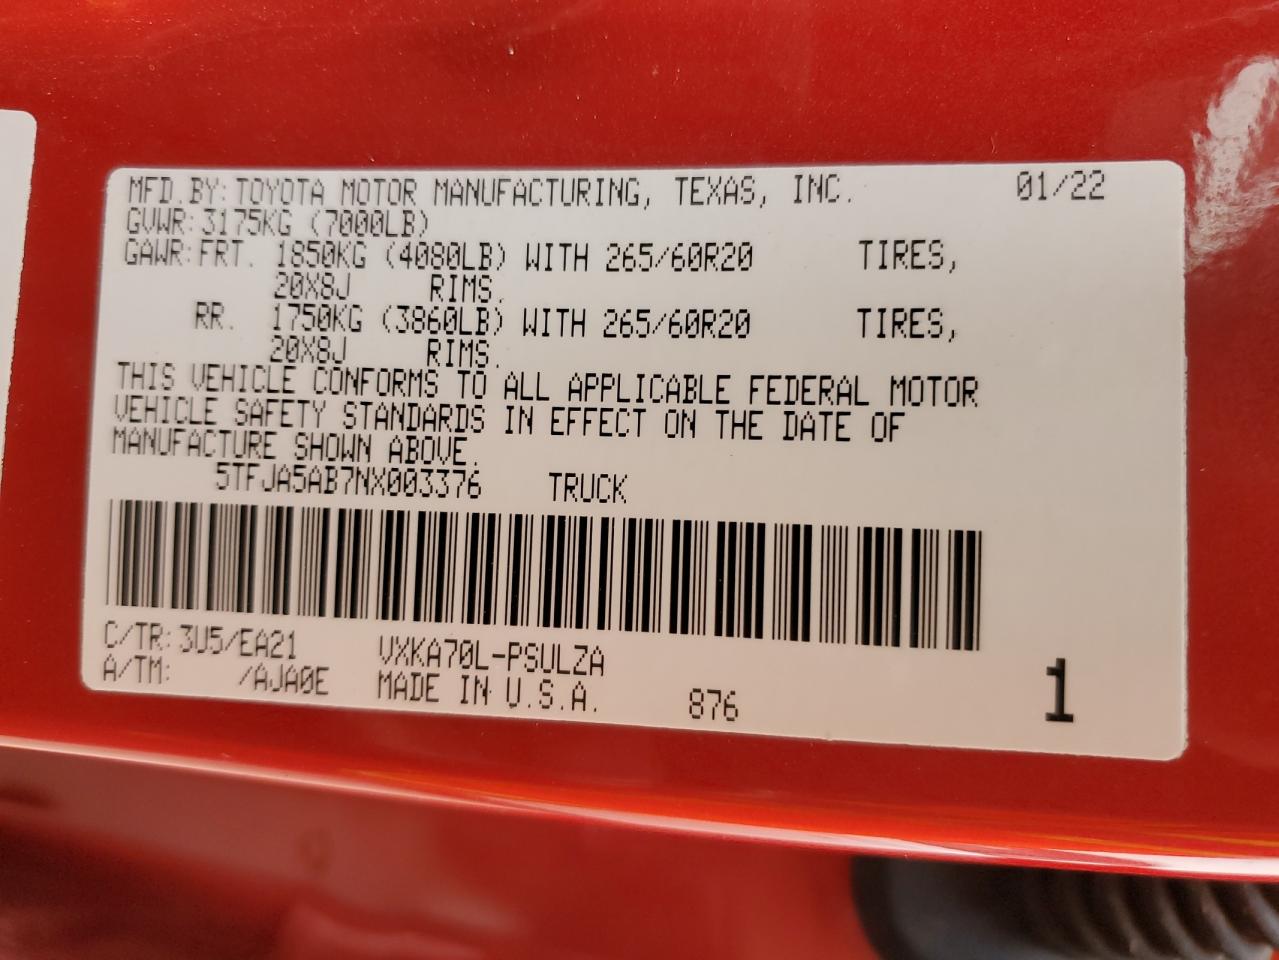 MFD.BY:TOYOTA MOTOR MANUFACTURING, TEXAS, INC. 01/22
GVWR:3175KG (7000LB)
GAWR:FRT. 1850KG (4080LB) WITH 265/60R20 TIRES,
20X8J RIMS.
RR. 1750KG (3860LB) WITH 265/60R20 TIRES,
20X8J RIMS.
THIS VEHICLE CONFORMS TO ALL APPLICABLE FEDERAL MOTOR
VEHICLE SAFETY STANDARDS IN EFFECT ON THE DATE OF
MANUFACTURE SHOWN ABOVE.
5TFJA5AB7NX003376 TRUCK
C/TR:3U5/EA21 VXKA70L-PSULZA
A/TM: /AJA0E MADE IN U.S.A. 876 1